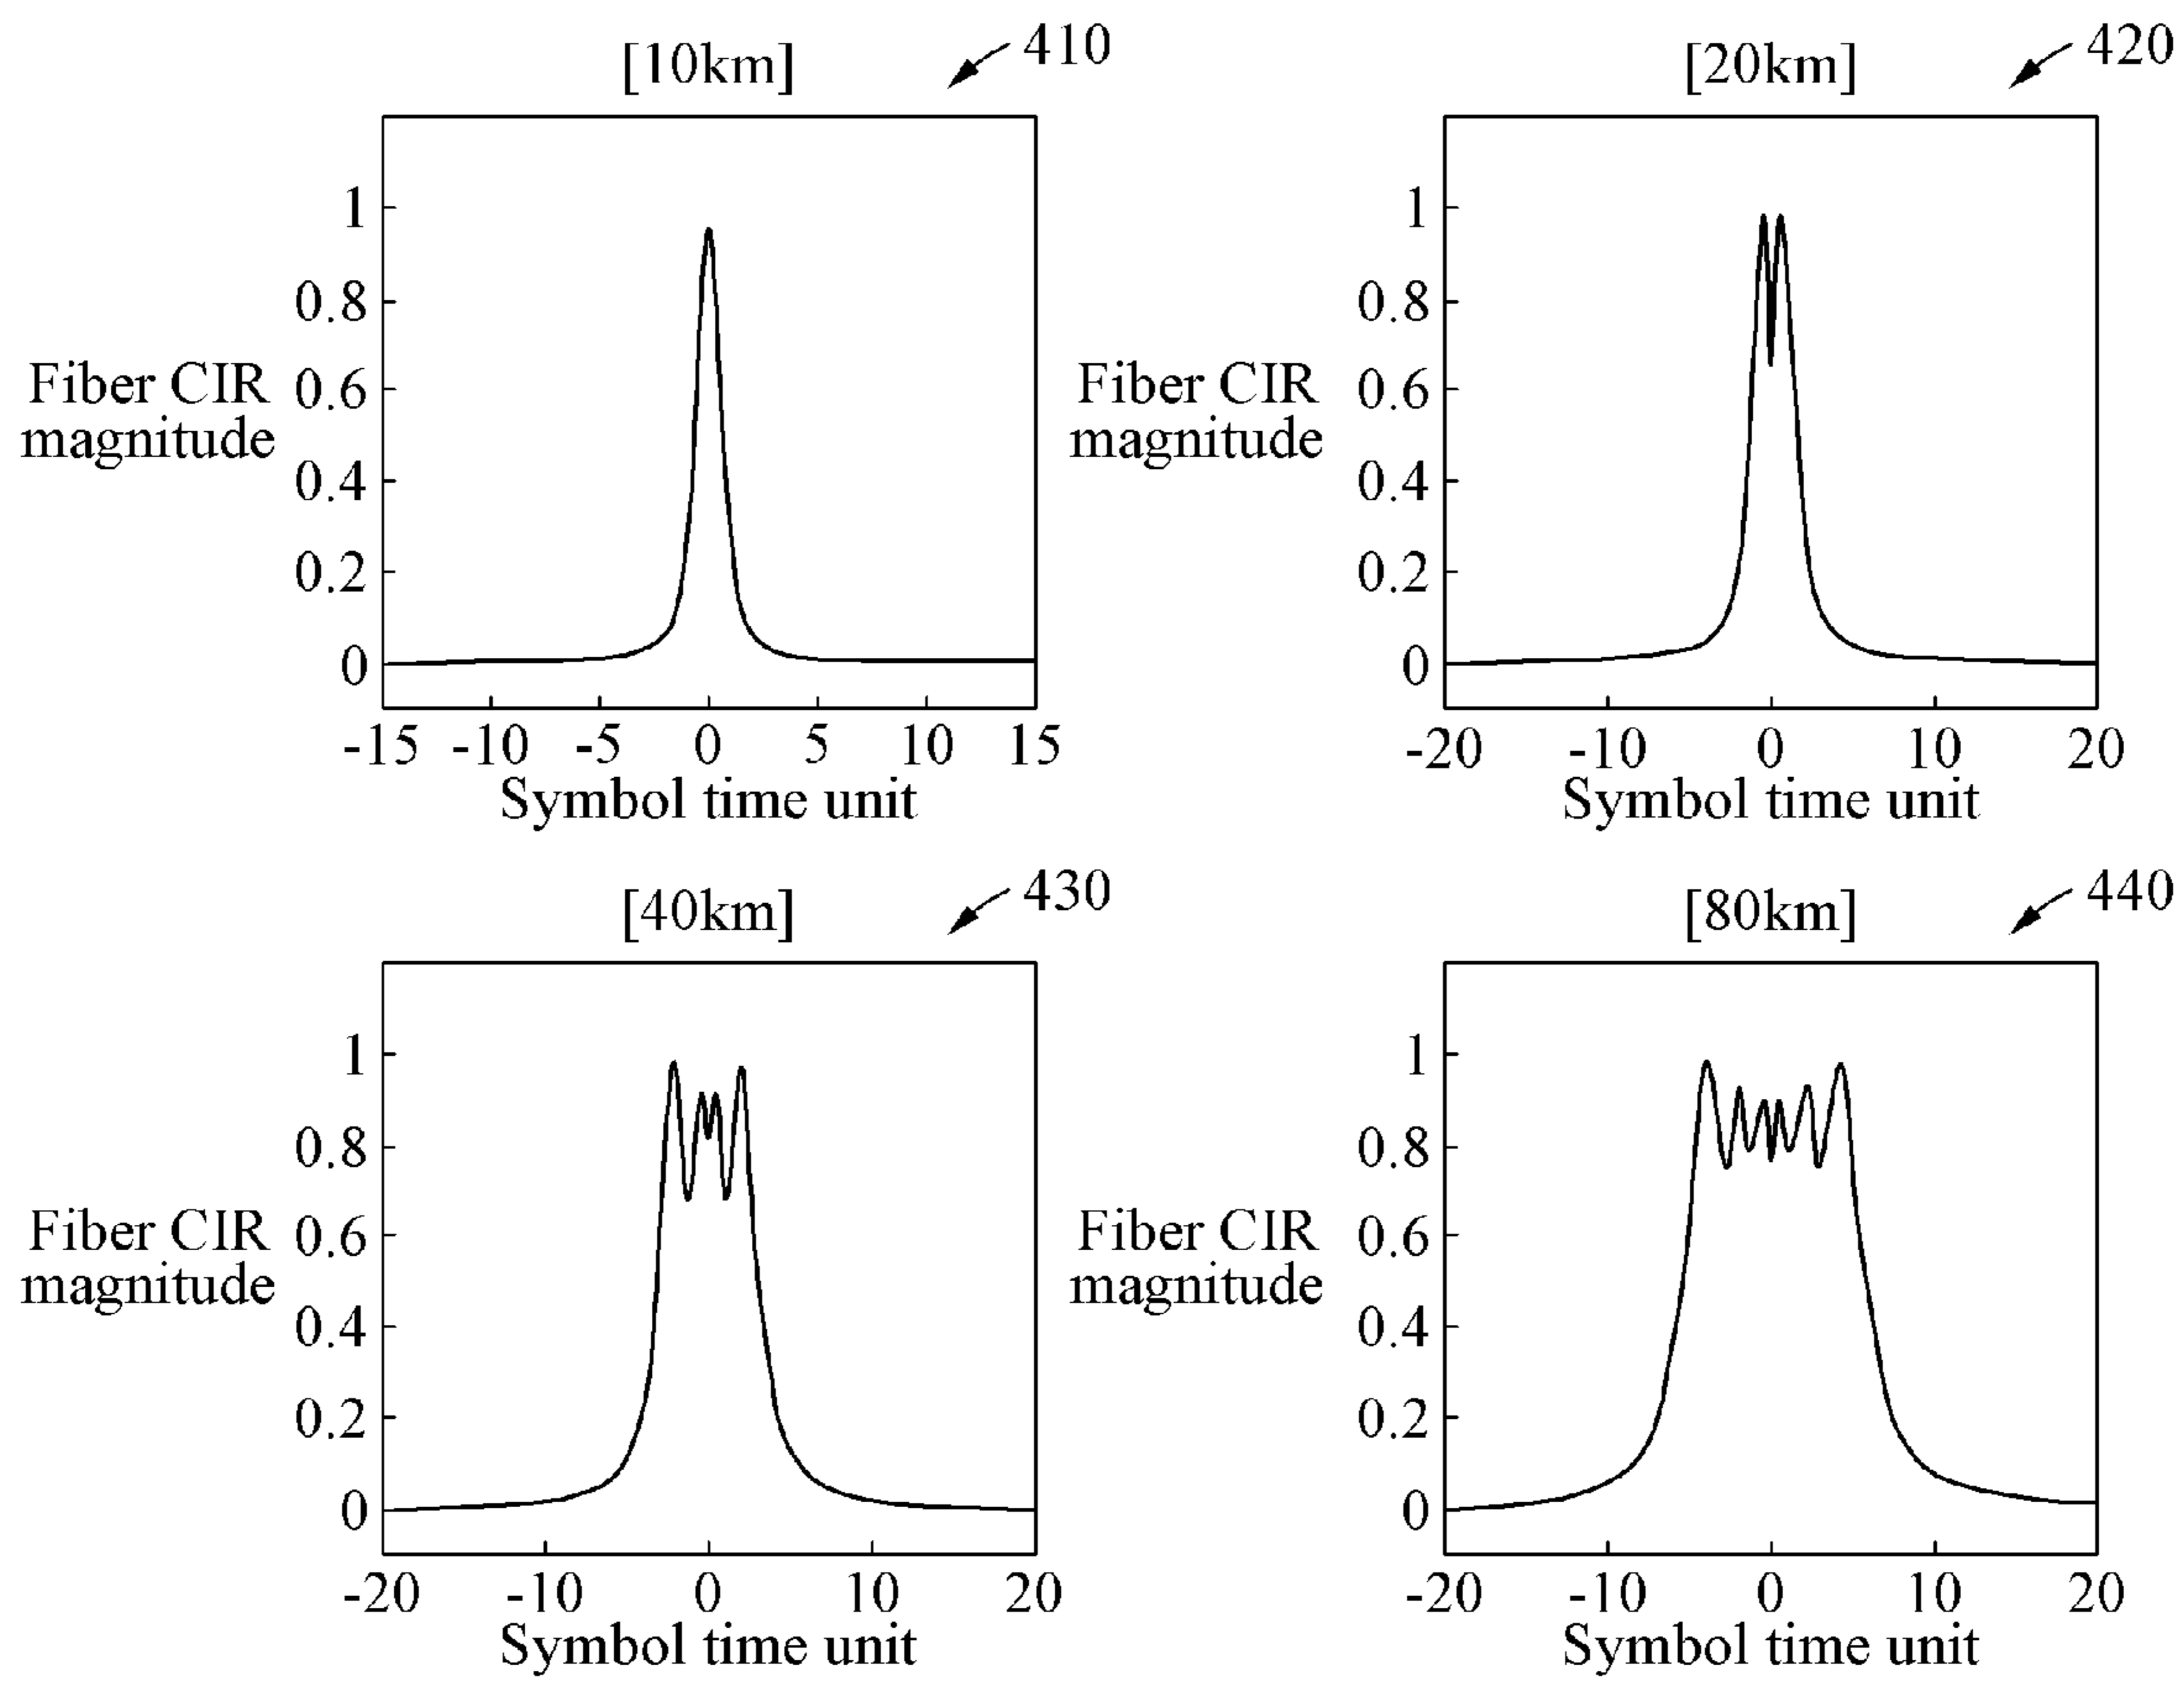 [10km]
410
1
0.8
0.6
0.4
0.2
0
Fiber CIR
magnitude
-15 -10 -5 0 5 10 15
Symbol time unit
[20km]
420
1
0.8
0.6
0.4
0.2
0
Fiber CIR
magnitude
-20 -10 0 10 20
Symbol time unit
[40km]
430
1
0.8
0.6
0.4
0.2
0
Fiber CIR
magnitude
-20 -10 0 10 20
Symbol time unit
[80km]
440
1
0.8
0.6
0.4
0.2
0
Fiber CIR
magnitude
-20 -10 0 10 20
Symbol time unit